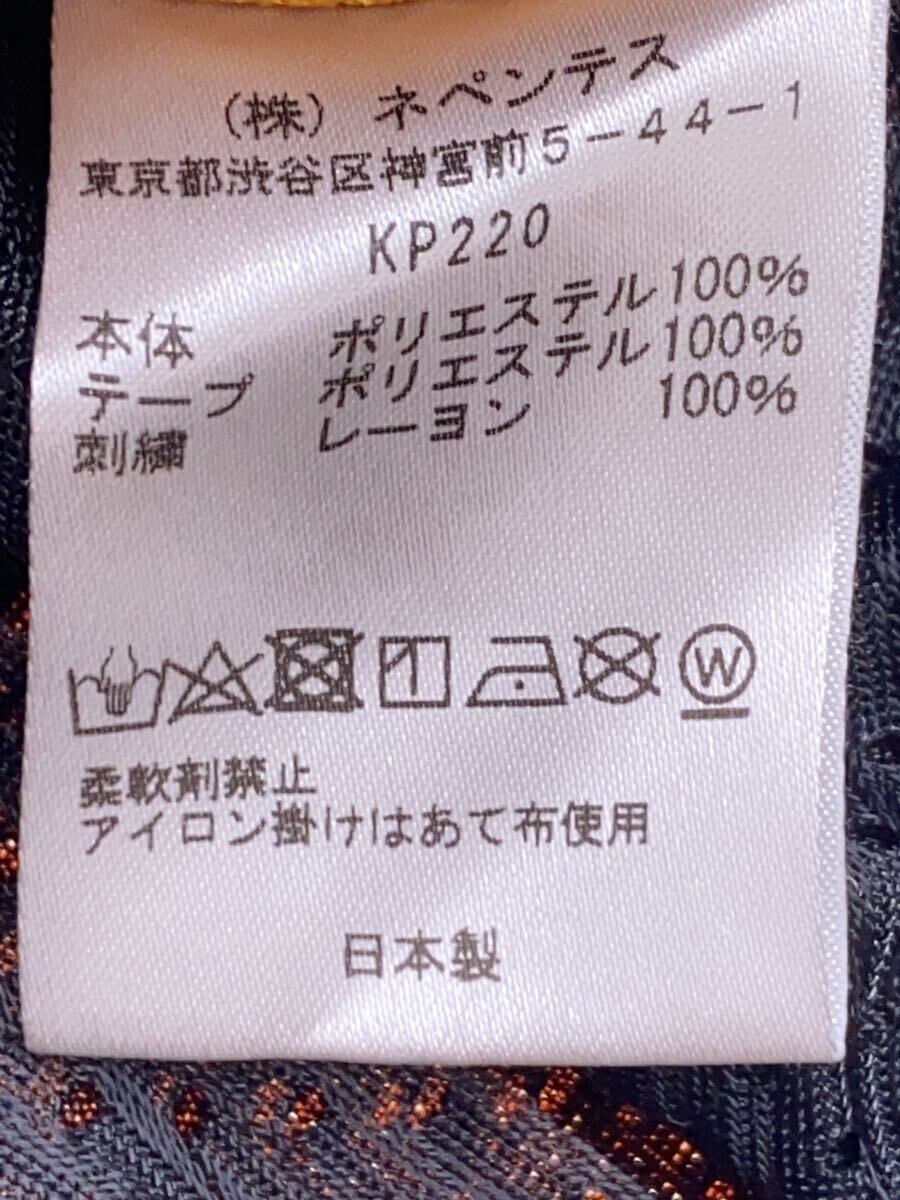 (株) ネペンテス
東京都渋谷区神宮前5-44-1
KP220
本体 ポリエステル100%
テープ ポリエステル100%
刺繍 レーヨン 100%
W
柔軟剤禁止
アイロン掛けはあて布使用
日本製